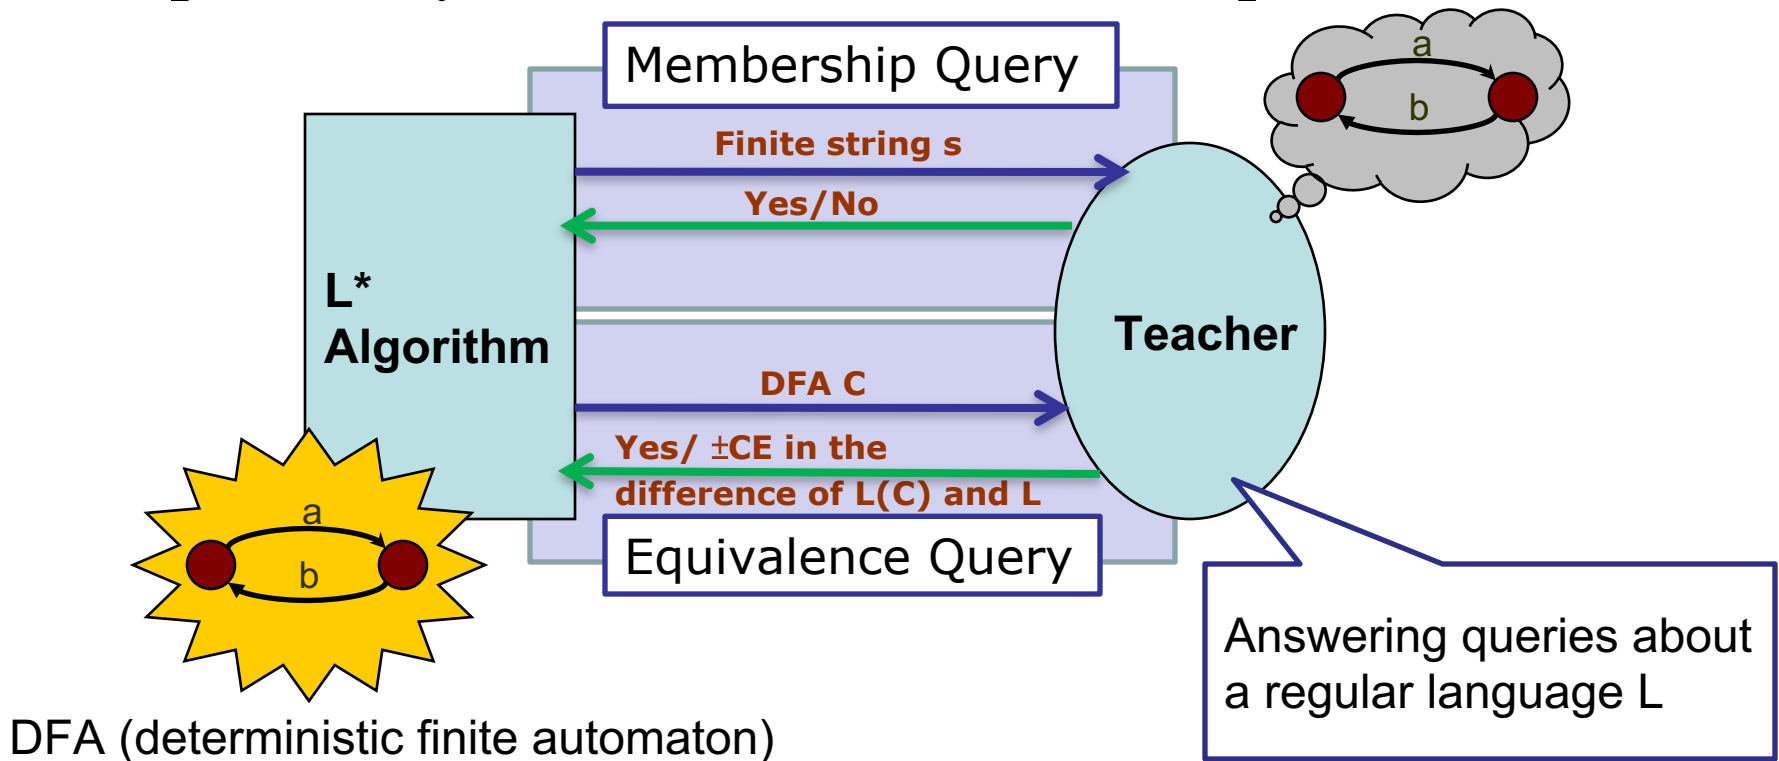 Membership Query
a
b
Finite string s
Yes/No
L*
Algorithm
Teacher
DFA C
Yes/ ±CE in the
difference of L(C) and L
a
b
Equivalence Query
Answering queries about
a regular language L
DFA (deterministic finite automaton)